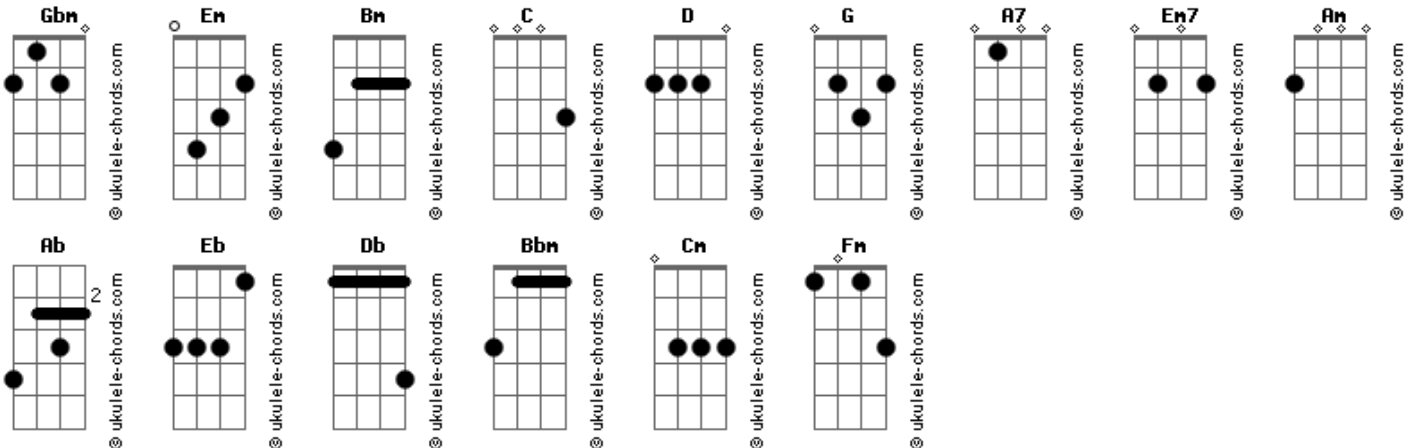 Gbm Em Bm C D G A7 Em7 Am
© ukulele-chords.com © ukulele-chords.com © ukulele-chords.com © ukulele-chords.com © ukulele-chords.com © ukulele-chords.com © ukulele-chords.com © ukulele-chords.com © ukulele-chords.com
Ab Eb Db Bbm Cm Fm
2
© ukulele-chords.com © ukulele-chords.com © ukulele-chords.com © ukulele-chords.com © ukulele-chords.com © ukulele-chords.com